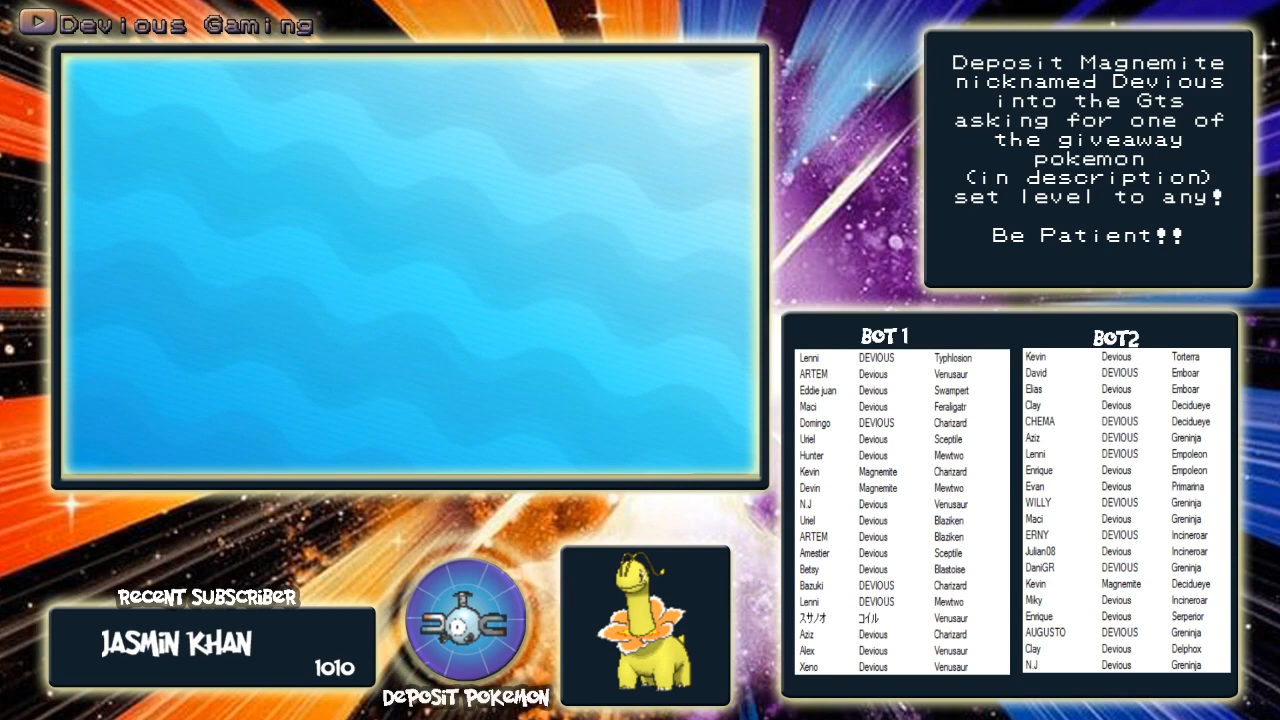 Devious Gaming
Deposit Magnemite
nicknamed Devious
into the Gts
asking for one of
the giveaway
pokemon
(in description)
set level to any!
Be Patient!!
BOT 1
Lenni DEVIOUS Typhlosion
ARTEM Devious Venusaur
Eddie juan Devious Swampert
Maci Devious Feraligatr
Domingo DEVIOUS Charizard
Uriel Devious Sceptile
Hunter Devious Mewtwo
Kevin Magnemite Charizard
Devin Magnemite Mewtwo
N.J Devious Venusaur
Uriel Devious Blaziken
ARTEM Devious Blaziken
Amestier Devious Sceptile
Betsy Devious Blastoise
Bazuki DEVIOUS Charizard
Lenni DEVIOUS Mewtwo
スサノオ コイル Venusaur
Aziz Devious Charizard
Alex Devious Venusaur
Xeno Devious Venusaur
BOT2
Kevin Devious Torterra
David DEVIOUS Emboar
Elias Devious Emboar
Clay Devious Decidueye
CHEMA DEVIOUS Decidueye
Aziz DEVIOUS Greninja
Lenni DEVIOUS Empoleon
Enrique Devious Empoleon
Evan Devious Primarina
WILLY DEVIOUS Greninja
Maci Devious Greninja
ERNY DEVIOUS Incineroar
Julian08 Devious Incineroar
DaniGR DEVIOUS Greninja
Kevin Magnemite Decidueye
Miky Devious Incineroar
Enrique Devious Serperior
AUGUSTO DEVIOUS Greninja
Clay Devious Delphox
N.J Devious Greninja
RECENT SUBSCRIBER
JASMIN KHAN
1010
DEPOSIT POKEMON